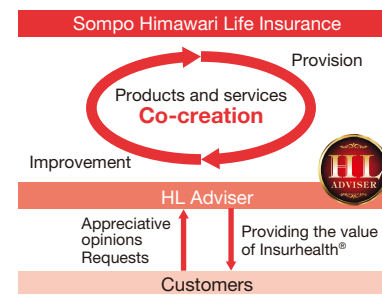 Sompo Himawari Life Insurance
Provision
Products and services
Co-creation
Improvement
HL
ADVISER
HL Adviser
Appreciative
opinions
Requests
Providing the value
of Insurhealth®
Customers